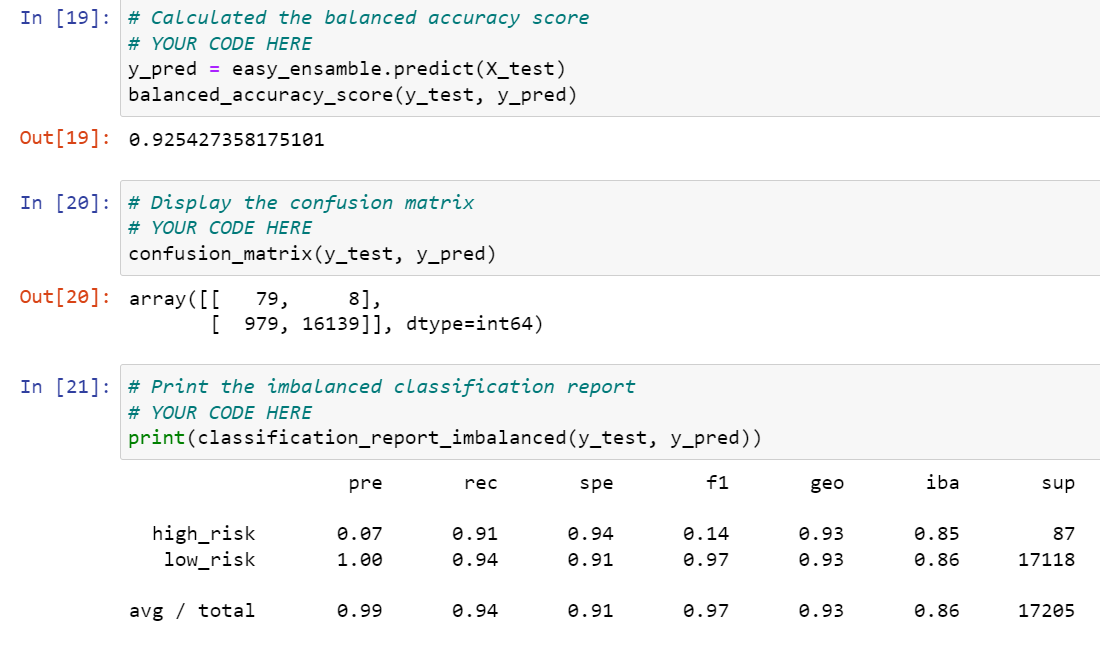 In [19]: # Calculated the balanced accuracy score
# YOUR CODE HERE
y_pred = easy_ensamble.predict(X_test)
balanced_accuracy_score(y_test, y_pred)
Out[19]: 0.925427358175101
In [20]: # Display the confusion matrix
# YOUR CODE HERE
confusion_matrix(y_test, y_pred)
Out[20]: array([[   79,     8],
       [  979, 16139]], dtype=int64)
In [21]: # Print the imbalanced classification report
# YOUR CODE HERE
print(classification_report_imbalanced(y_test, y_pred))
pre rec spe f1 geo iba sup
high_risk 0.07 0.91 0.94 0.14 0.93 0.85 87
low_risk 1.00 0.94 0.91 0.97 0.93 0.86 17118
avg / total 0.99 0.94 0.91 0.97 0.93 0.86 17205